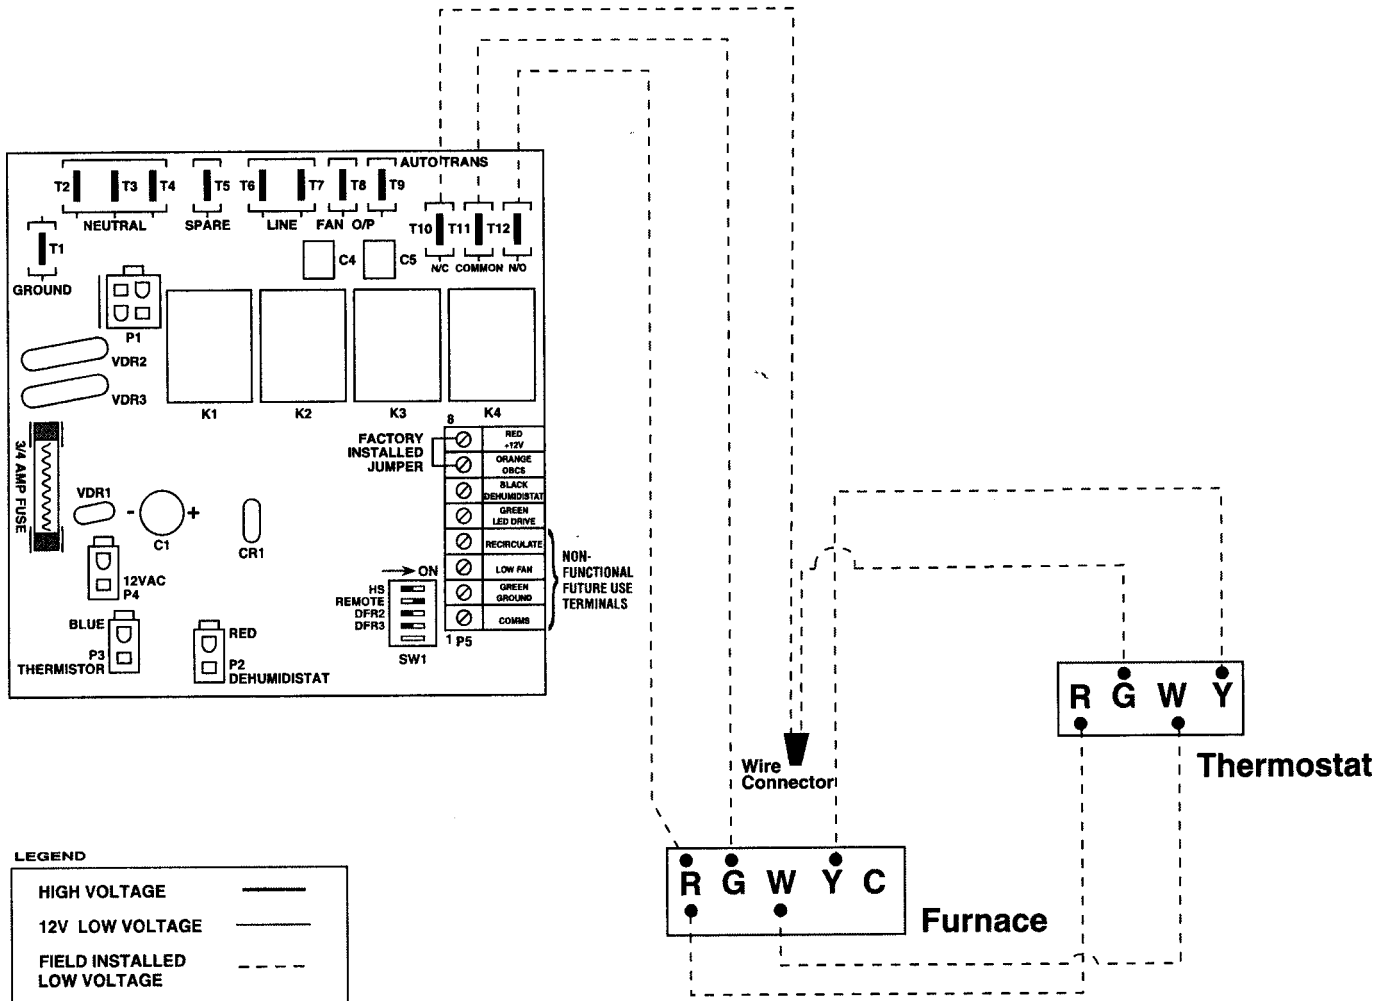 AUTO TRANS
T2 T3 T4 T5 T6 T7 T8 T9
NEUTRAL SPARE LINE FAN O/P
T10 T11 T12
N/C COMMON N/O
T1
GROUND
C4 C5
P1
VDR2
VDR3
K1 K2 K3 K4
3/4 AMP FUSE
FACTORY
INSTALLED
JUMPER
8
RED
+12V
ORANGE
OBCS
BLACK
DEHUMIDISTAT
GREEN
LED DRIVE
RECIRCULATE
LOW FAN
GREEN
GROUND
COMMS
1 P5
NON-
FUNCTIONAL
FUTURE USE
TERMINALS
VDR1
- +
C1
CR1
12VAC
P4
ON
HS
REMOTE
DFR2
DFR3
SW1
BLUE
P3
THERMISTOR
RED
P2
DEHUMIDISTAT
R G W Y
Thermostat
Wire
Connector
R G W Y C
Furnace
LEGEND
HIGH VOLTAGE
12V LOW VOLTAGE
FIELD INSTALLED
LOW VOLTAGE